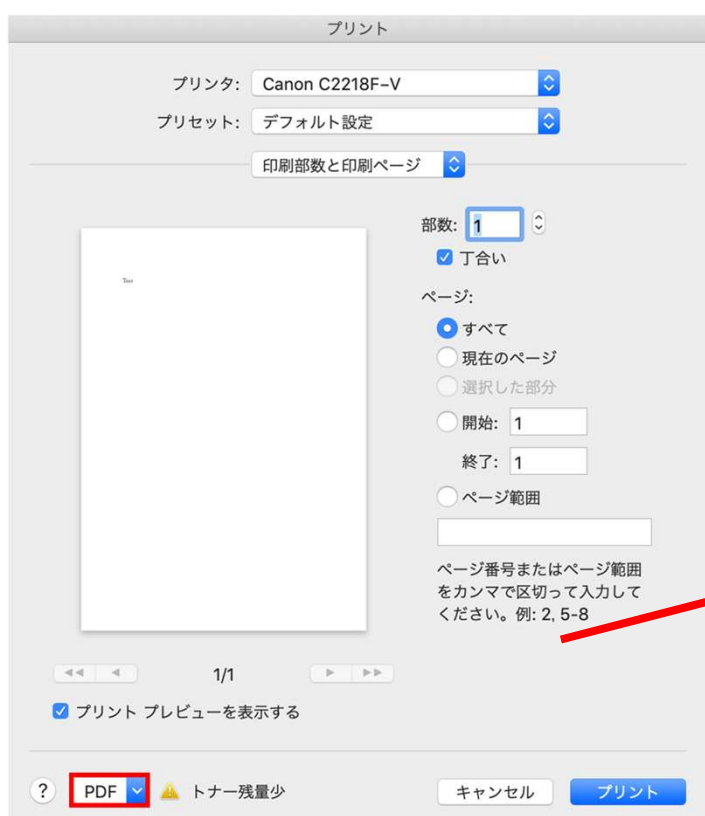 プリント
プリンタ: Canon C2218F-V
プリセット: デフォルト設定
印刷部数と印刷ページ
部数: 1
丁合い
Test
ページ:
すべて
現在のページ
選択した部分
開始: 1
終了: 1
ページ範囲
ページ番号またはページ範囲
をカンマで区切って入力して
ください。例: 2, 5-8
1/1
プリント プレビューを表示する
? PDF トナー残量少 キャンセル プリント